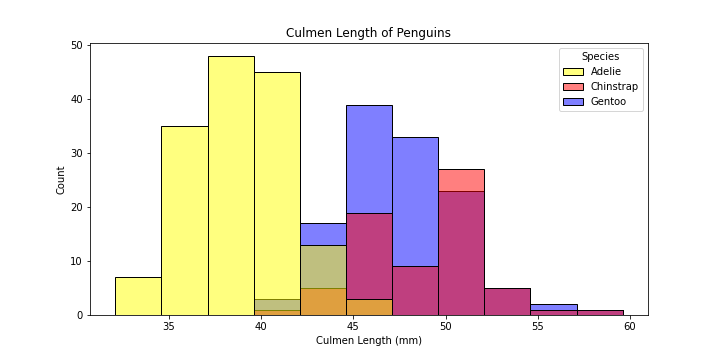 Culmen Length of Penguins
Species
Adelie
Chinstrap
Gentoo
Count
50
40
30
20
10
0
35 40 45 50 55 60
Culmen Length (mm)